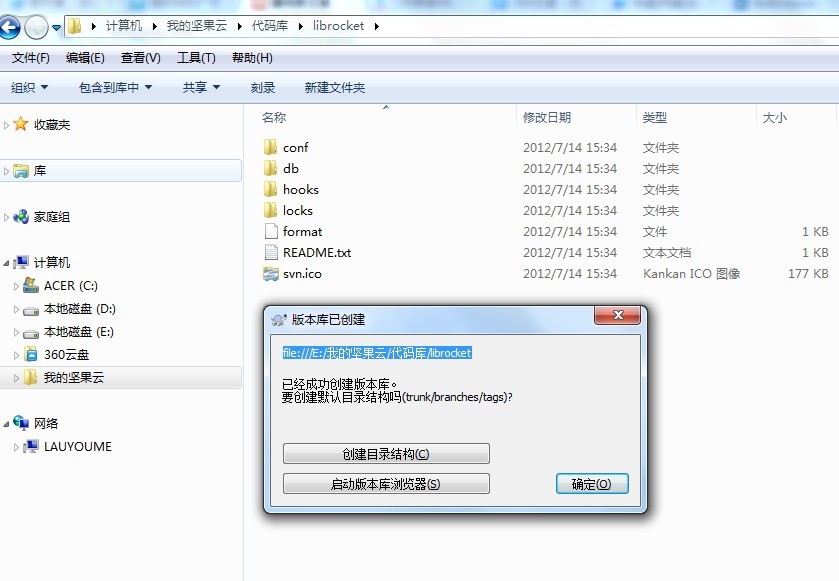 计算机 我的坚果云 代码库 librocket
文件(F) 编辑(E) 查看(V) 工具(T) 帮助(H)
组织 包含到库中 共享 刻录 新建文件夹
名称 修改日期 类型 大小
收藏夹
库
家庭组
计算机
ACER (C:)
本地磁盘 (D:)
本地磁盘 (E:)
360云盘
我的坚果云
网络
LAUYOUME
conf 2012/7/14 15:34 文件夹
db 2012/7/14 15:34 文件夹
hooks 2012/7/14 15:34 文件夹
locks 2012/7/14 15:34 文件夹
format 2012/7/14 15:34 文件 1 KB
README.txt 2012/7/14 15:34 文本文档 1 KB
svn.ico 2012/7/14 15:34 Kankan ICO 图像 177 KB
版本库已创建
file:///E:/我的坚果云/代码库/librocket
已经成功创建版本库。
要创建默认目录结构吗(trunk/branches/tags)?
创建目录结构(C)
启动版本库浏览器(S) 确定(O)